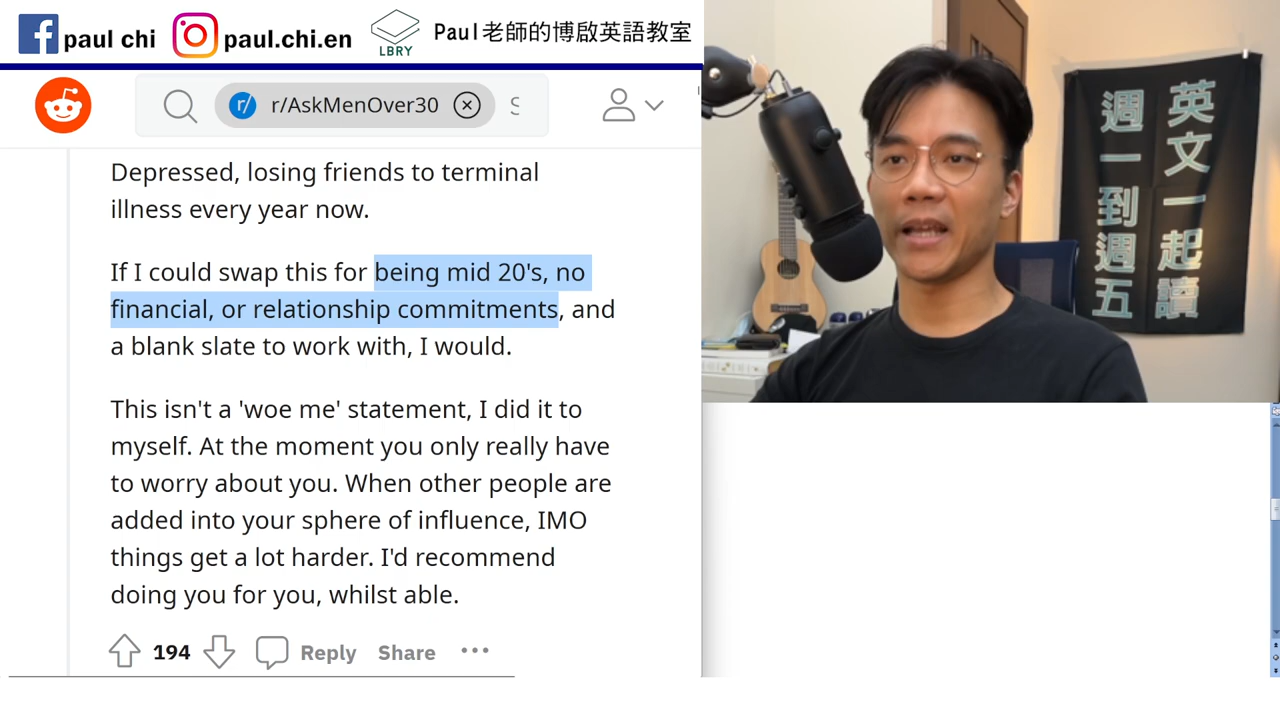 paul chi
paul.chi.en
LBRY
Paul老師的博啟英語教室
r/
r/AskMenOver30
S
Depressed, losing friends to terminal
illness every year now.
If I could swap this for being mid 20's, no
financial, or relationship commitments, and
a blank slate to work with, I would.
This isn't a 'woe me' statement, I did it to
myself. At the moment you only really have
to worry about you. When other people are
added into your sphere of influence, IMO
things get a lot harder. I'd recommend
doing you for you, whilst able.
194
Reply
Share
英文一起讀
週一到週五